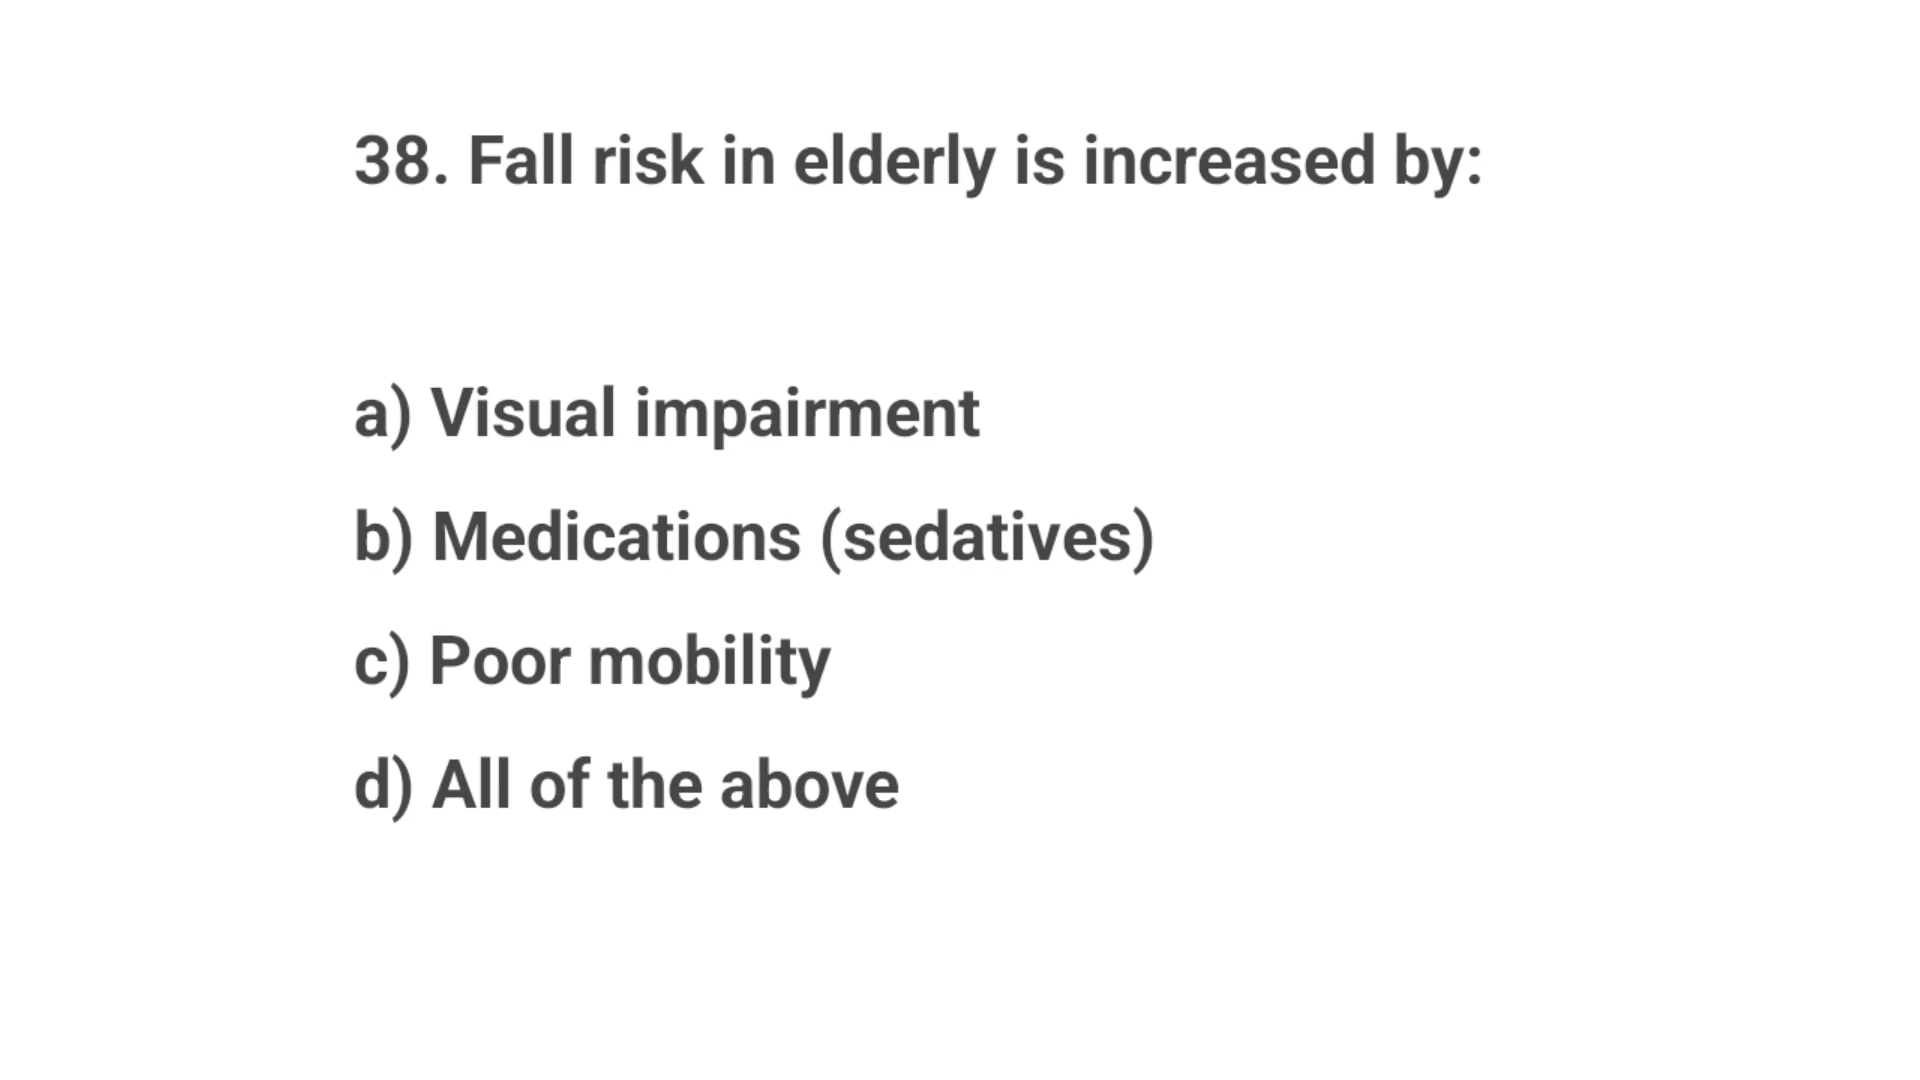 38. Fall risk in elderly is increased by:
a) Visual impairment
b) Medications (sedatives)
c) Poor mobility
d) All of the above